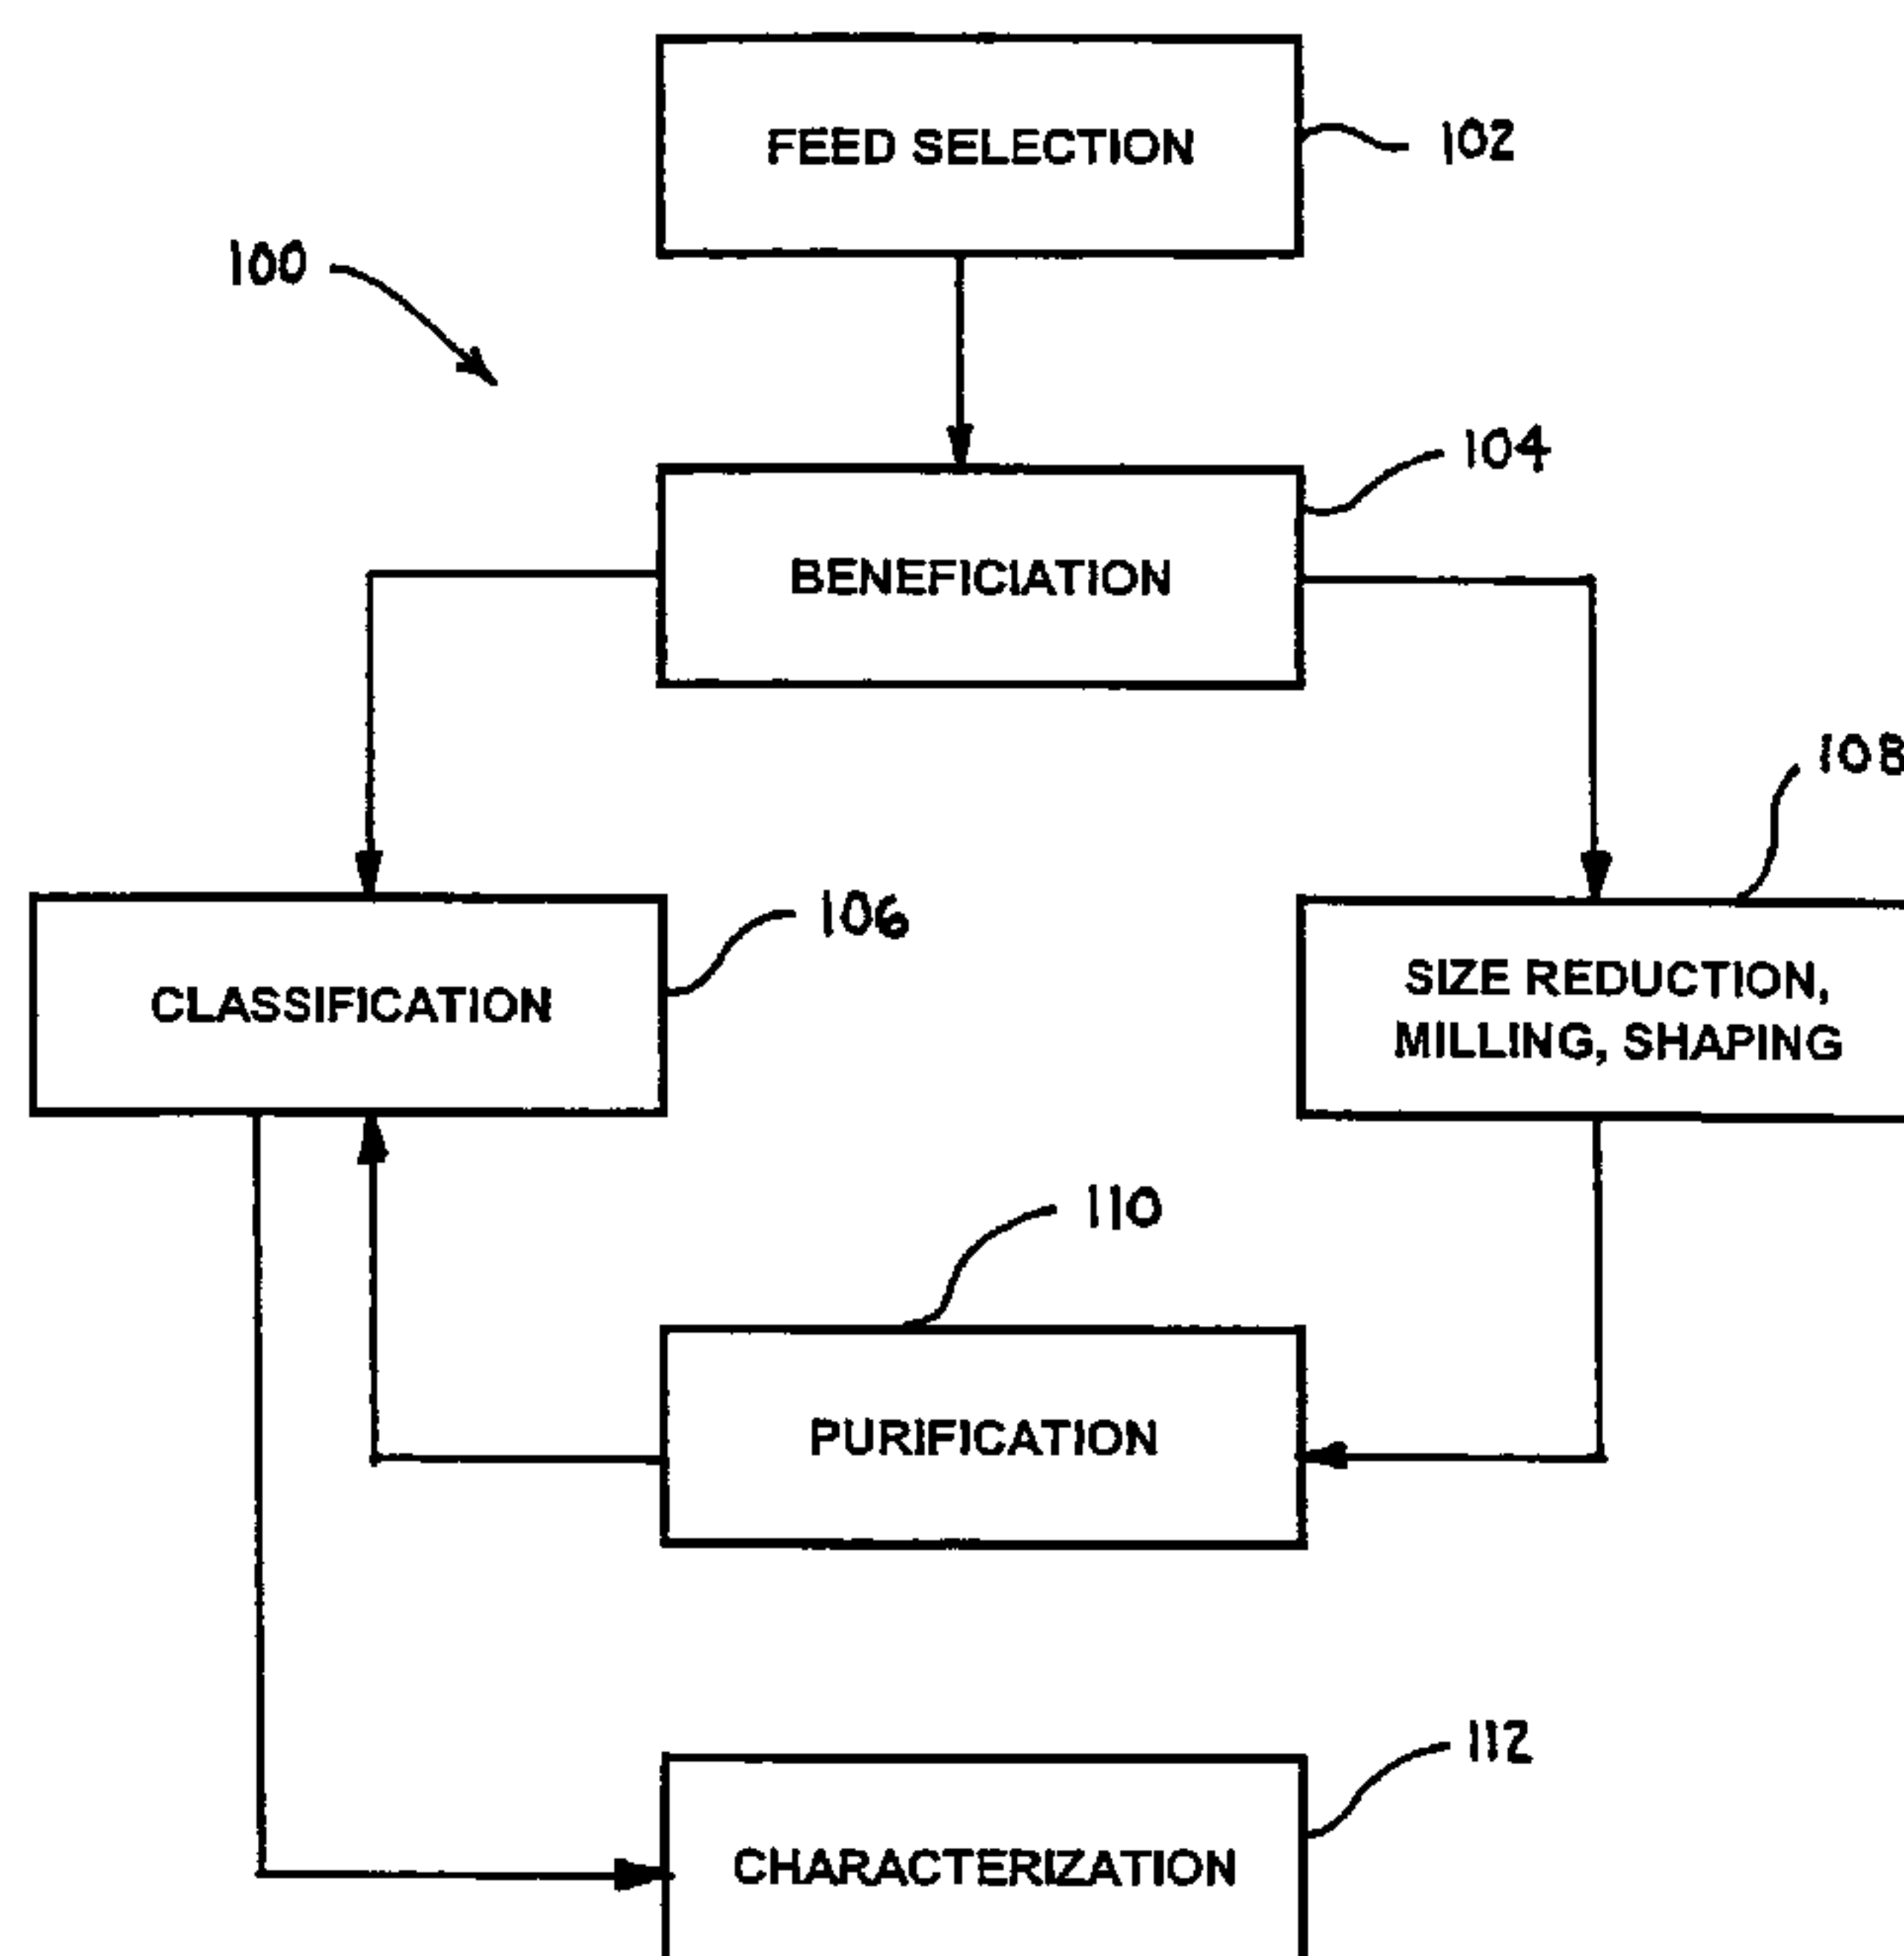 FEED SELECTION
102
100
104
BENEFICIATION
108
106
CLASSIFICATION
SIZE REDUCTION,
MILLING, SHAPING
110
PURIFICATION
112
CHARACTERIZATION